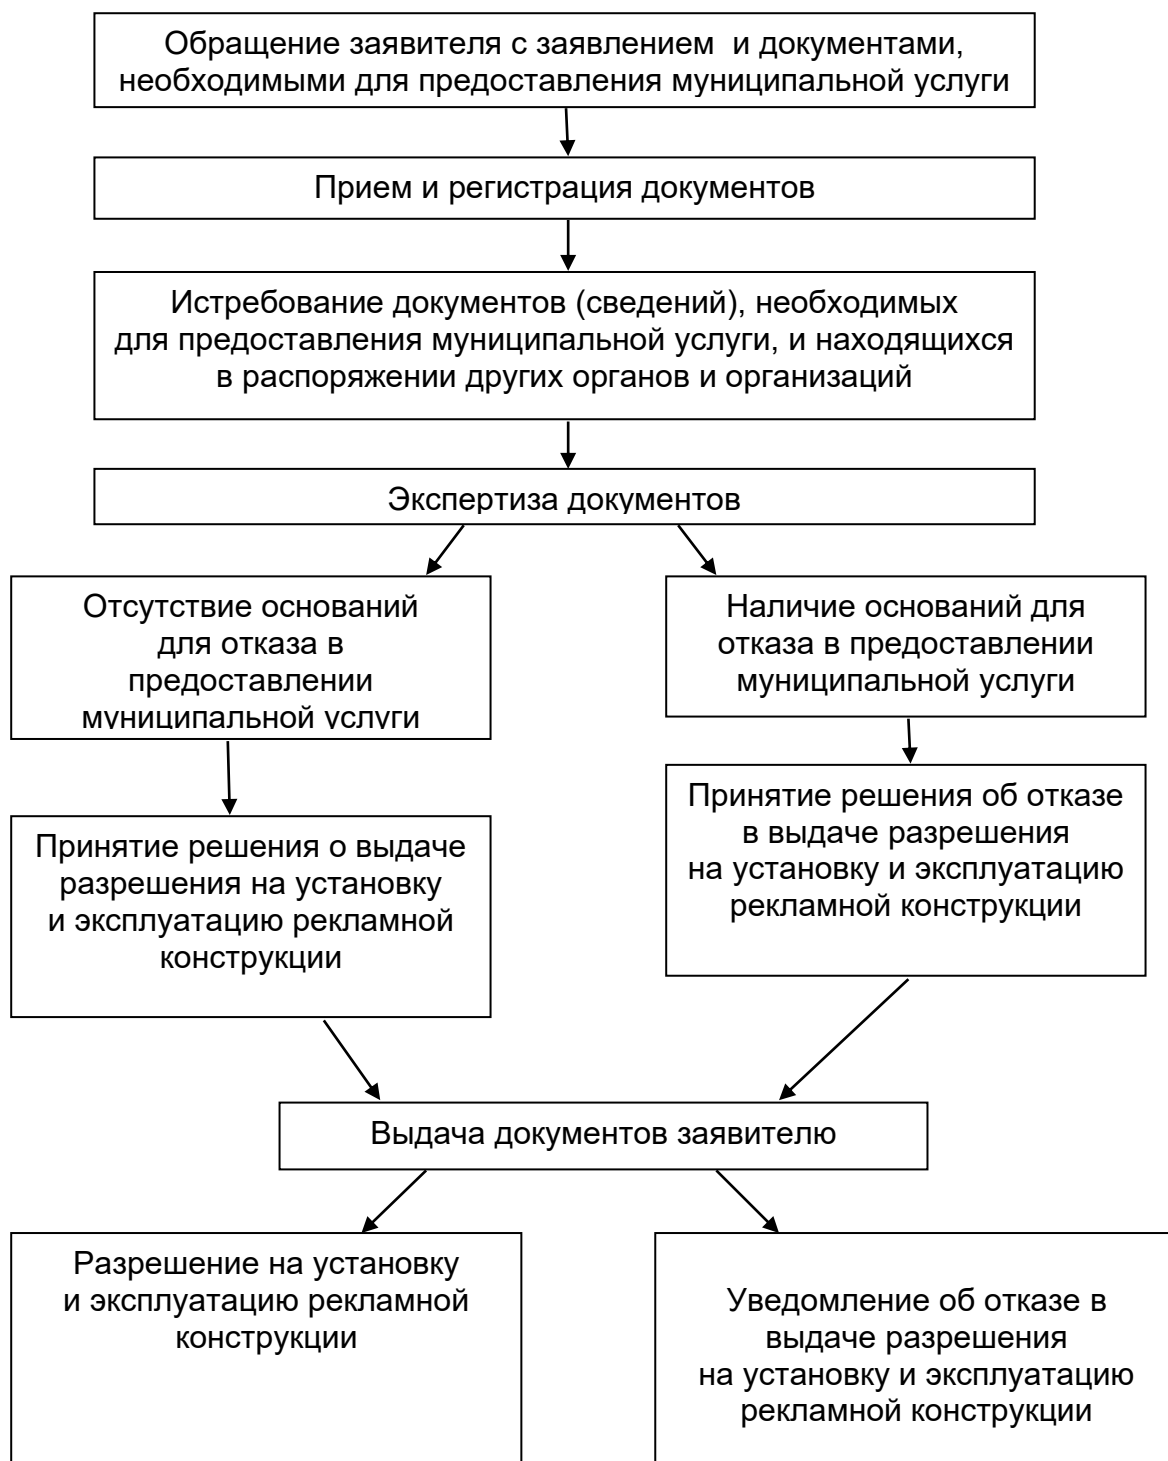 Обращение заявителя с заявлением  и документами,
необходимыми для предоставления муниципальной услуги
Прием и регистрация документов
Истребование документов (сведений), необходимых
для предоставления муниципальной услуги, и находящихся
в распоряжении других органов и организаций
Экспертиза документов
Отсутствие оснований
для отказа в
предоставлении
муниципальной услуги
Наличие оснований для
отказа в предоставлении
муниципальной услуги
Принятие решения о выдаче
разрешения на установку
и эксплуатацию рекламной
конструкции
Принятие решения об отказе
в выдаче разрешения
на установку и эксплуатацию
рекламной конструкции
Выдача документов заявителю
Разрешение на установку
и эксплуатацию рекламной
конструкции
Уведомление об отказе в
выдаче разрешения
на установку и эксплуатацию
рекламной конструкции